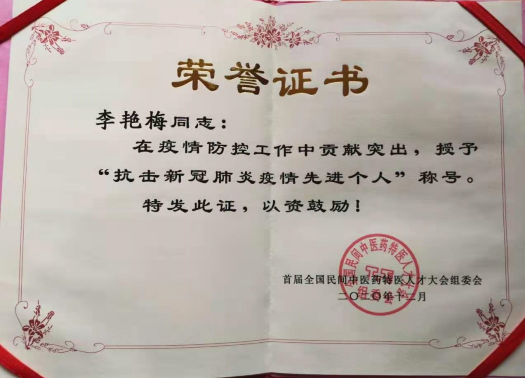 荣誉证书
李艳梅同志：
在疫情防控工作中贡献突出，授予
“抗击新冠肺炎疫情先进个人”称号。
特发此证，以资鼓励！
首届全国民间中医药特医人才大会组委会
二〇二〇年十二月